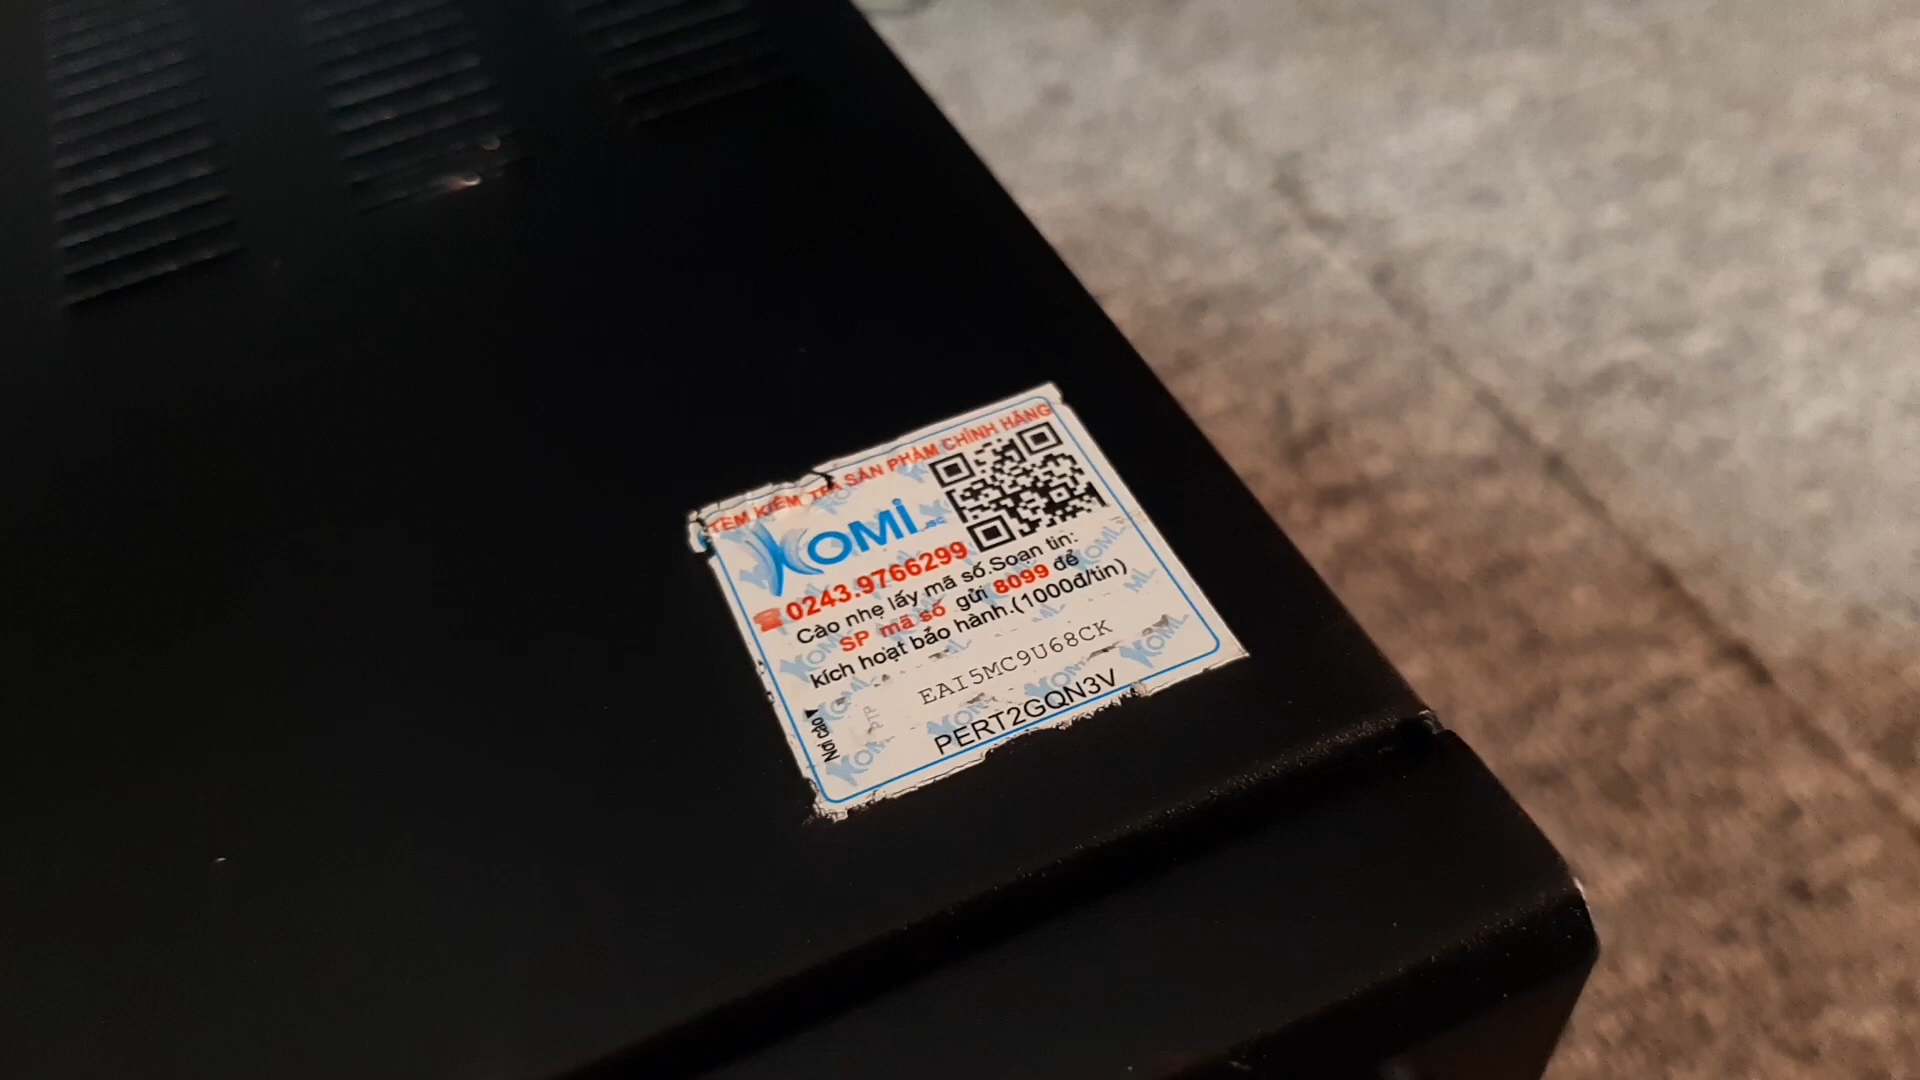 TEM KIỂM TRA SẢN PHẨM CHÍNH HÃNG
KOMi JSC
0243.9766299
Cào nhẹ lấy mã số.Soạn tin:
SP mã số gửi 8099 để
kích hoạt bảo hành.(1000đ/tin)
EAI5MC9U68CK
Nơi cào
PERT2GQN3V